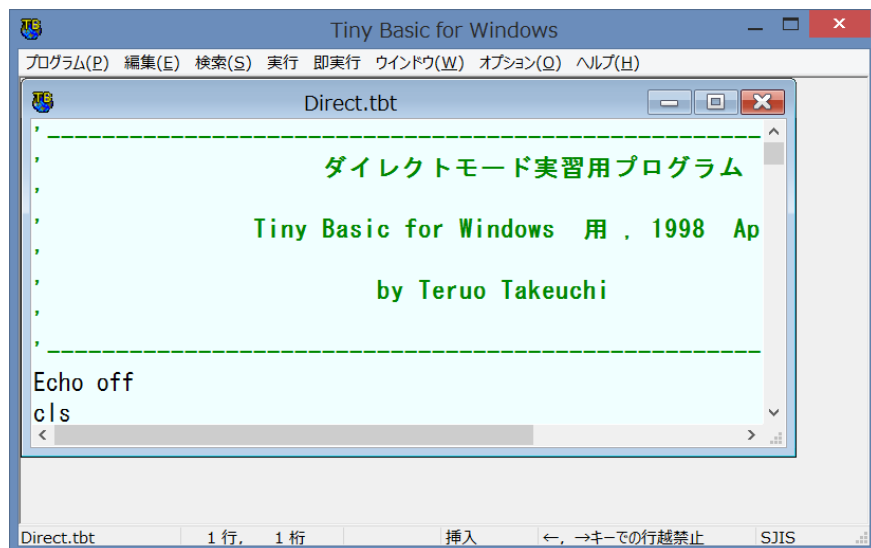 Tiny Basic for Windows
プログラム(P) 編集(E) 検索(S) 実行 即実行 ウインドウ(W) オプション(O) ヘルプ(H)
Direct.tbt
'_____________________________________________________
'
ダイレクトモード実習用プログラム
'
' Tiny Basic for Windows 用 , 1998 Ap
'
' by Teruo Takeuchi
'
'_____________________________________________________
Echo off
cls
Direct.tbt 1 行, 1 桁 挿入 ←, →キーでの行越禁止 SJIS